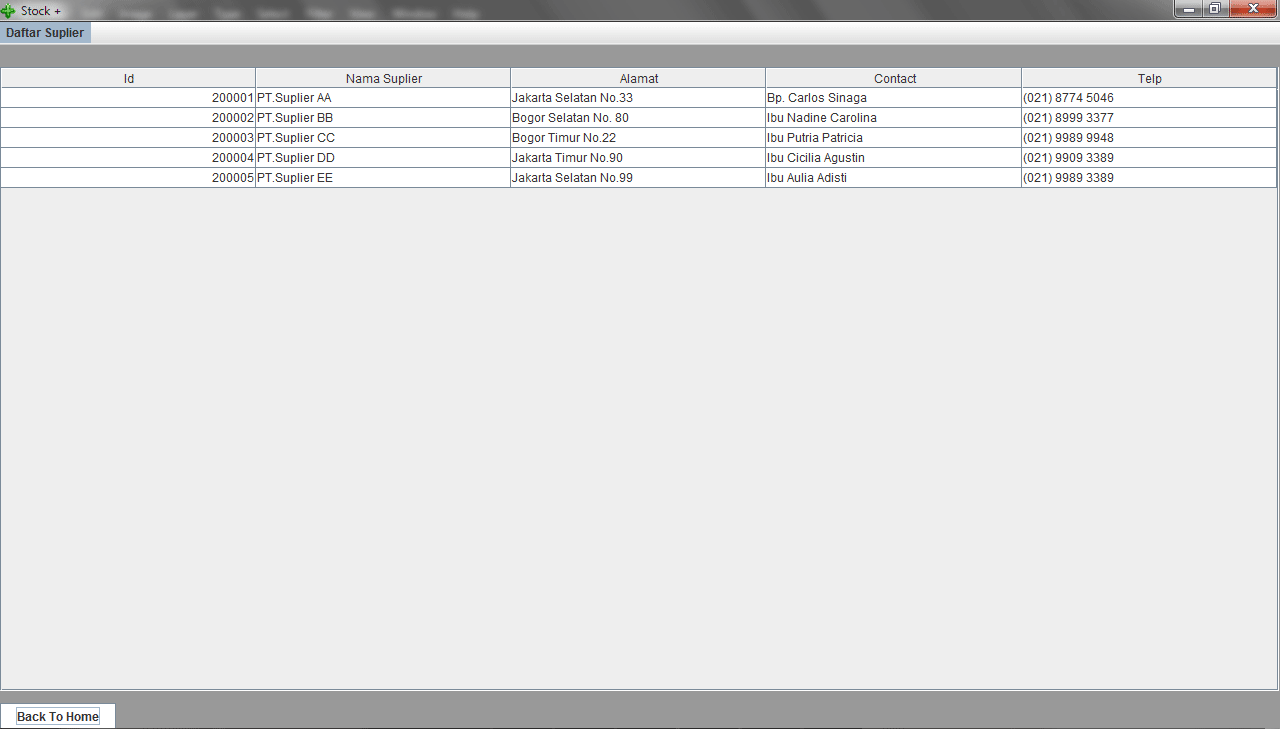 Stock +
Daftar Suplier
Id Nama Suplier Alamat Contact Telp
200001 PT.Suplier AA Jakarta Selatan No.33 Bp. Carlos Sinaga (021) 8774 5046
200002 PT.Suplier BB Bogor Selatan No. 80 Ibu Nadine Carolina (021) 8999 3377
200003 PT.Suplier CC Bogor Timur No.22 Ibu Putria Patricia (021) 9989 9948
200004 PT.Suplier DD Jakarta Timur No.90 Ibu Cicilia Agustin (021) 9909 3389
200005 PT.Suplier EE Jakarta Selatan No.99 Ibu Aulia Adisti (021) 9989 3389
Back To Home